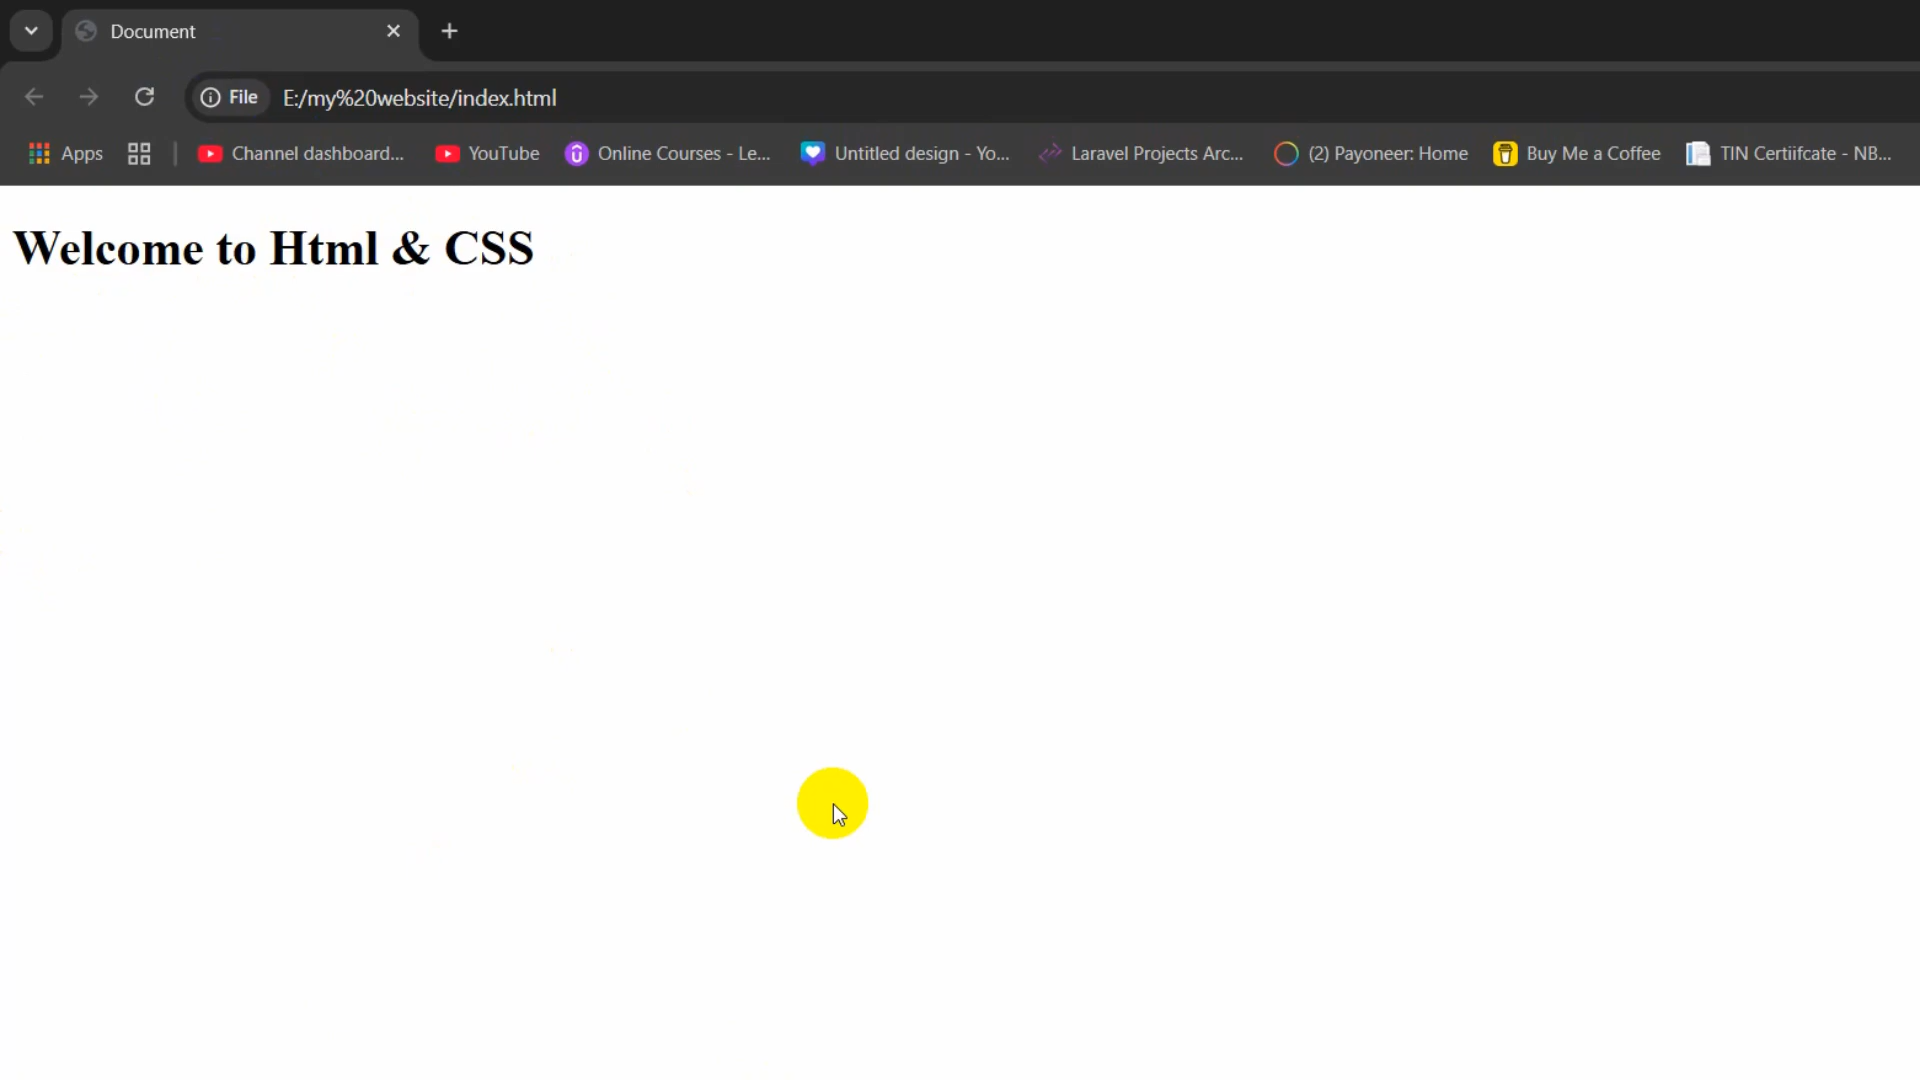 Document
File E:/my%20website/index.html
Apps Channel dashboard... YouTube Online Courses - Le... Untitled design - Yo... Laravel Projects Arc... (2) Payoneer: Home Buy Me a Coffee TIN Certiifcate - NB...
Welcome to Html & CSS